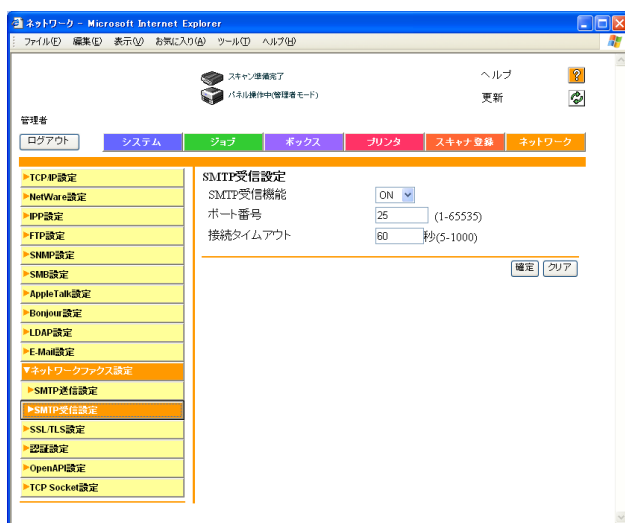 ネットワーク - Microsoft Internet Explorer
ファイル(F) 編集(E) 表示(V) お気に入り(A) ツール(T) ヘルプ(H)
スキャン準備完了
ヘルプ ?
パネル操作中(管理者モード)
更新
管理者
ログアウト システム ジョブ ボックス プリンタ スキャナ登録 ネットワーク
TCP/IP設定
NetWare設定
IPP設定
FTP設定
SNMP設定
SMB設定
AppleTalk設定
Bonjour設定
LDAP設定
E-Mail設定
ネットワークファクス設定
SMTP送信設定
SMTP受信設定
SSL/TLS設定
認証設定
OpenAPI設定
TCP Socket設定
SMTP受信設定
SMTP受信機能 ON
ポート番号 25 (1-65535)
接続タイムアウト 60 秒(5-1000)
確定 クリア